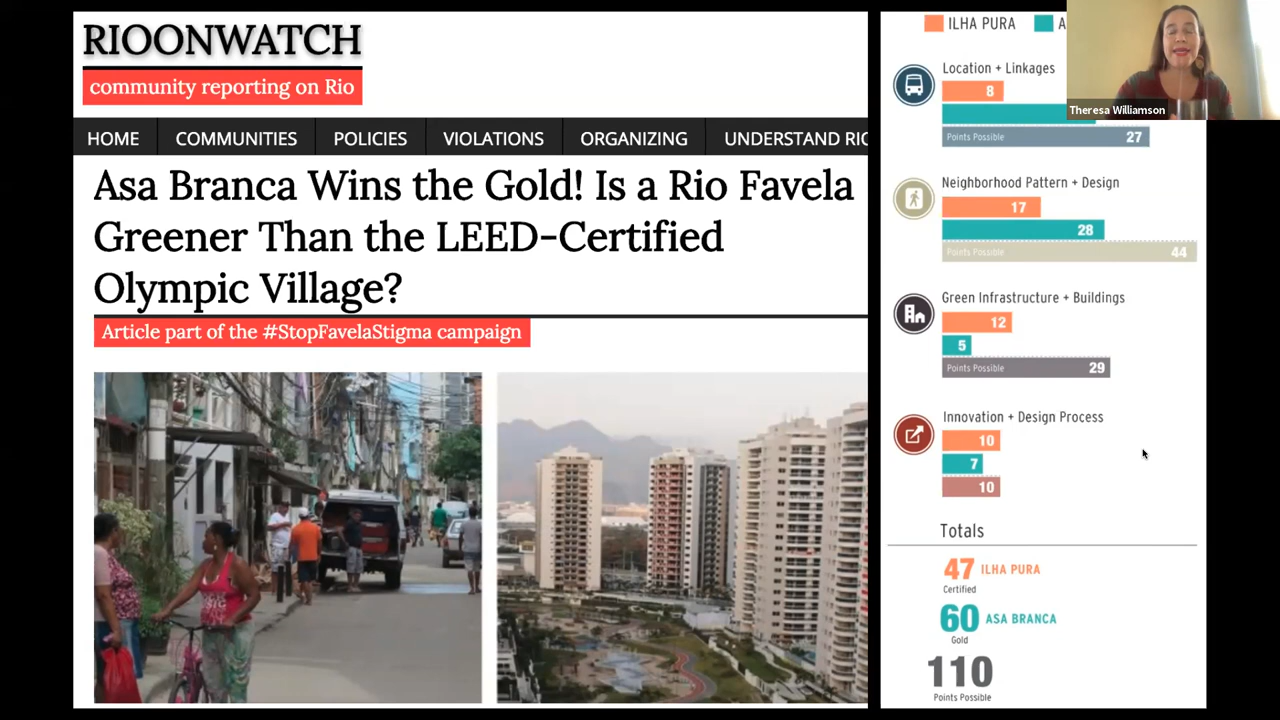 RIOONWATCH
community reporting on Rio
HOME
COMMUNITIES
POLICIES
VIOLATIONS
ORGANIZING
UNDERSTAND
Asa Branca Wins the Gold! Is a Rio Favela
Greener Than the LEED-Certified
Olympic Village?
Article part of the #StopFavelaStigma campaign
ILHA PURA
Theresa Williamson
Location + Linkages
8
Points Possible 27
Neighborhood Pattern + Design
17
28
Points Possible 44
Green Infrastructure + Buildings
12
5
Points Possible 29
Innovation + Design Process
10
7
10
Totals
47 ILHA PURA
Certified
60 ASA BRANCA
Gold
110
Points Possible